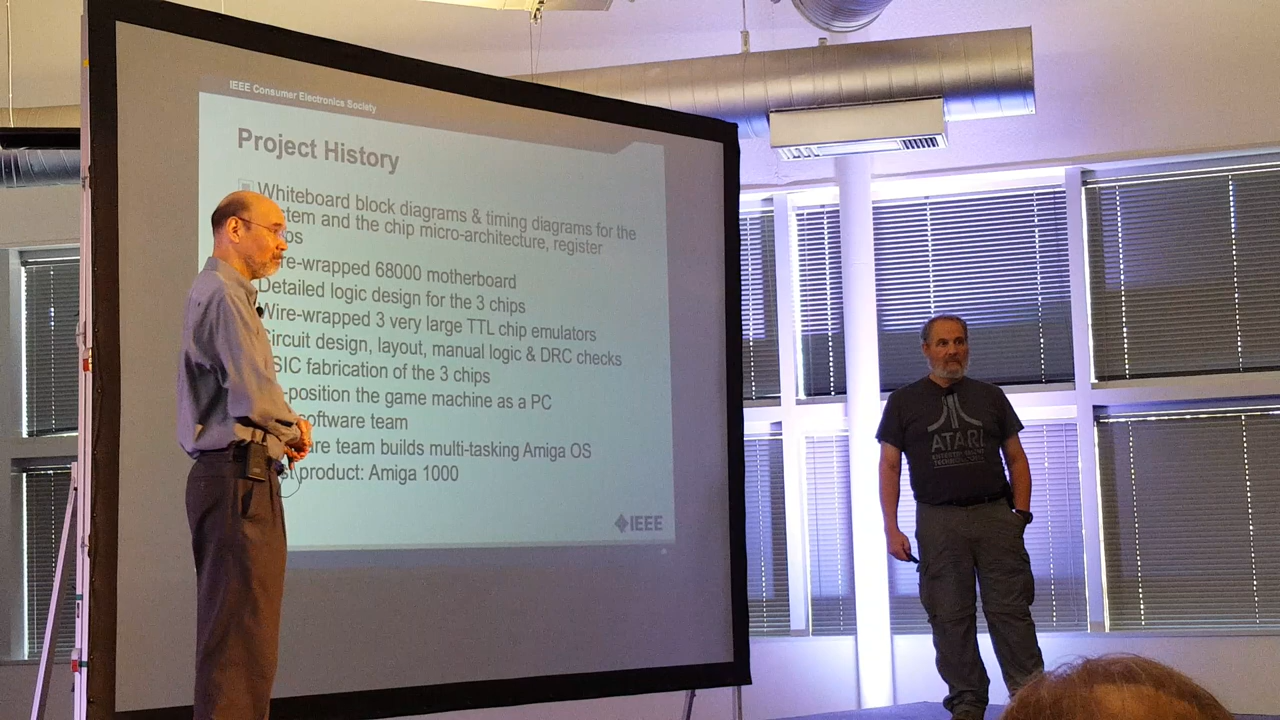 IEEE Consumer Electronics Society
Project History
Whiteboard block diagrams & timing diagrams for the
stem and the chip micro-architecture, register
ps
re-wrapped 68000 motherboard
Detailed logic design for the 3 chips
Wire-wrapped 3 very large TTL chip emulators
Circuit design, layout, manual logic & DRC checks
SIC fabrication of the 3 chips
-position the game machine as a PC
software team
are team builds multi-tasking Amiga OS
product: Amiga 1000
IEEE
ATARI